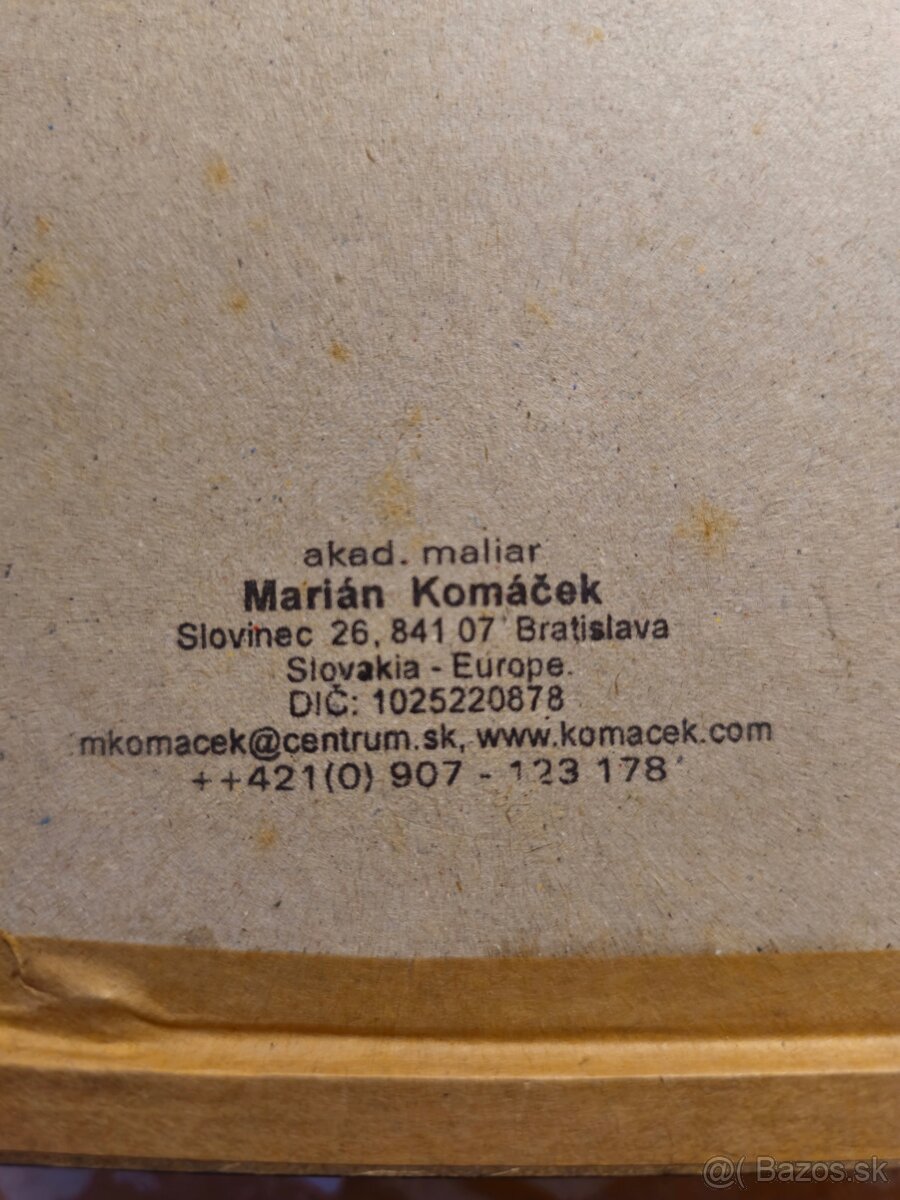 akad. maliar
Marián Komáček
Slovinec 26, 841 07 Bratislava
Slovakia - Europe.
DIČ: 1025220878
mkomacek@centrum.sk, www.komacek.com
++421(0) 907 - 123 178
@( Bazos.sk